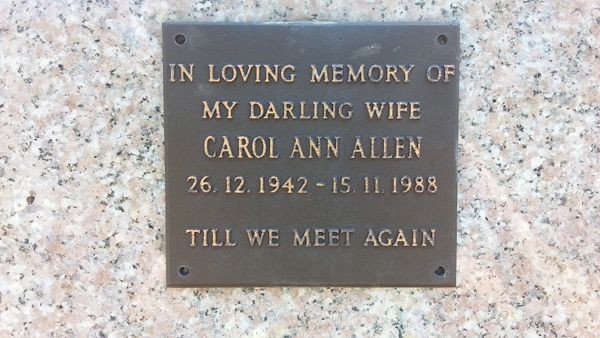 IN LOVING MEMORY OF
MY DARLING WIFE
CAROL ANN ALLEN
26. 12. 1942 - 15. 11. 1988
TILL WE MEET AGAIN